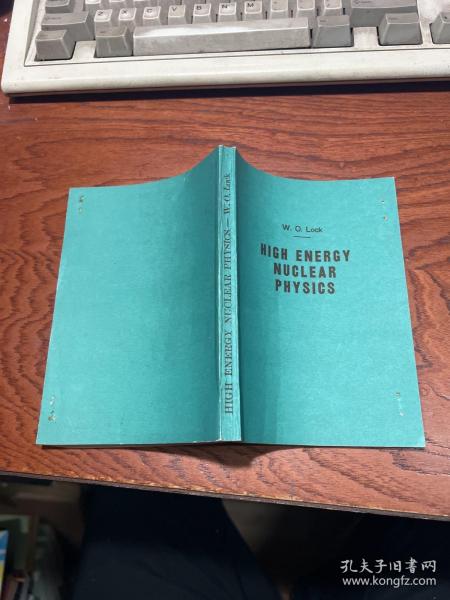 HIGH ENERGY NUCLEAR PHYSICS — W. O. Lock
W. O. Lock
HIGH ENERGY
NUCLEAR
PHYSICS
孔夫子旧书网
www.kongfz.com